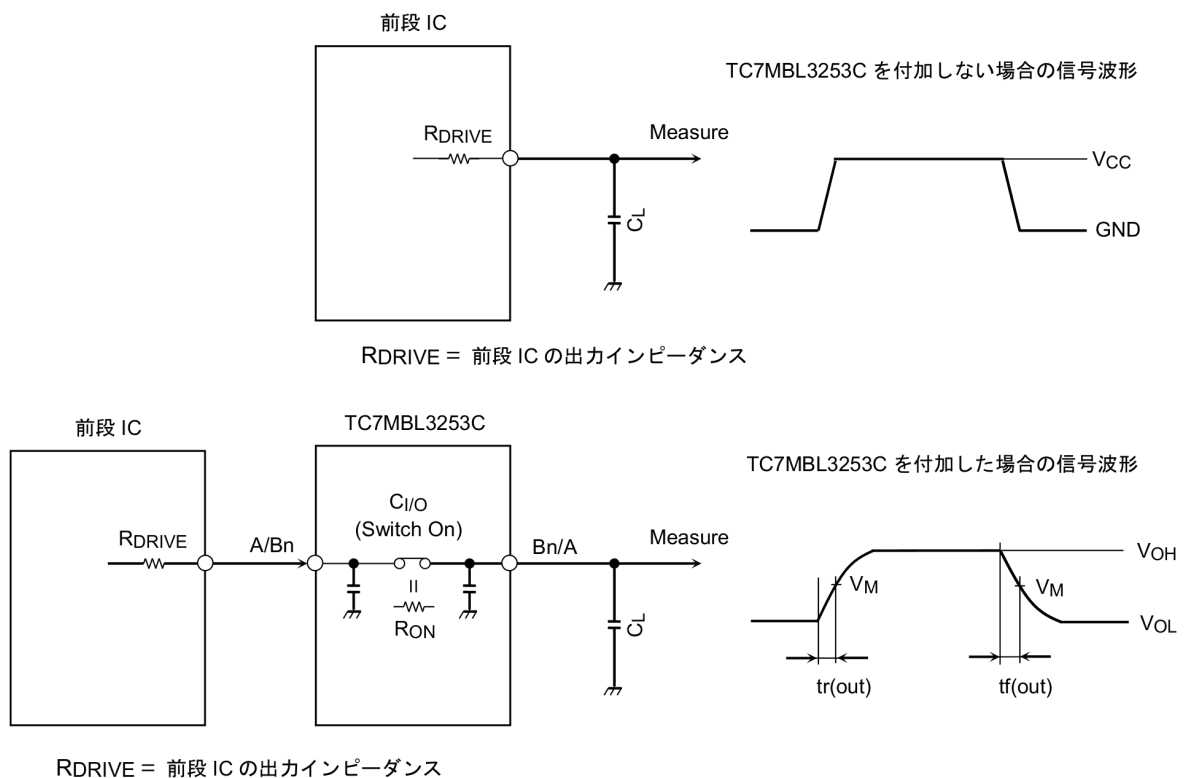 前段 IC
TC7MBL3253C を付加しない場合の信号波形
RDRIVE
Measure
VCC
CL
GND
RDRIVE = 前段 IC の出力インピーダンス
前段 IC
TC7MBL3253C
TC7MBL3253C を付加した場合の信号波形
CI/O
(Switch On)
RDRIVE
A/Bn
Bn/A
Measure
VOH
VM
VM
RON
CL
VOL
tr(out)
tf(out)
RDRIVE = 前段 IC の出力インピーダンス